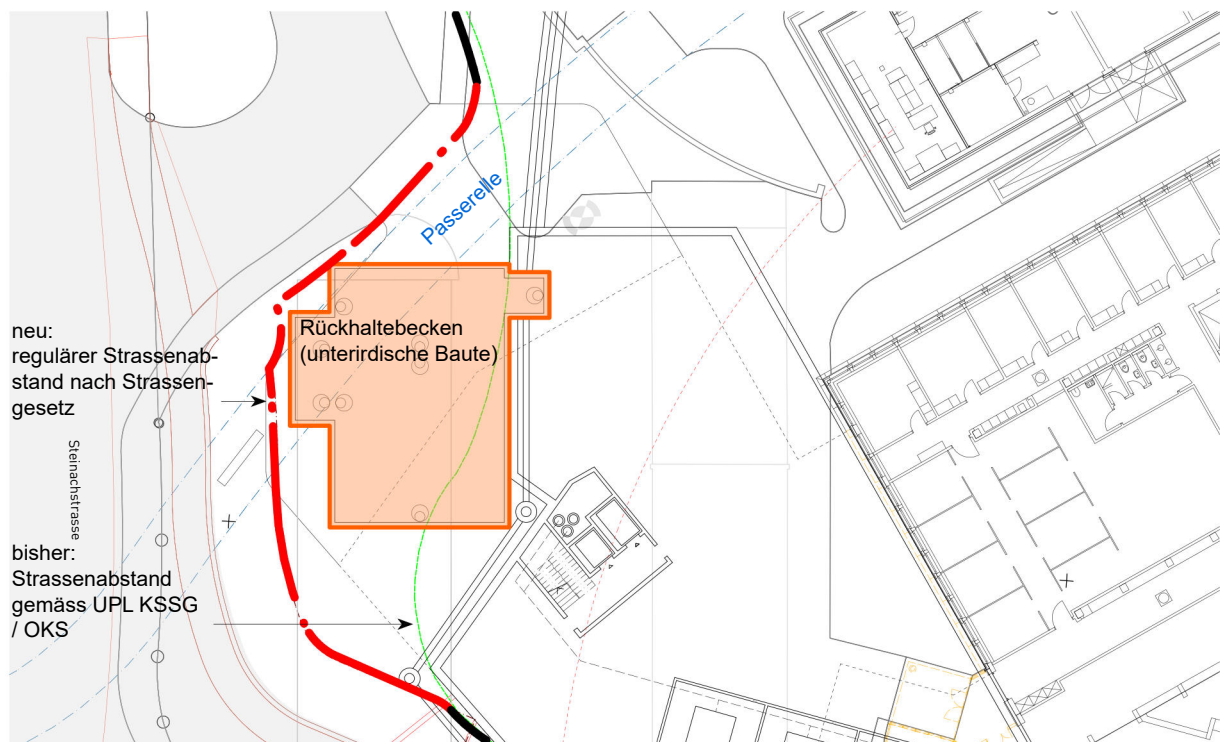 Passerelle
Rückhaltebecken
(unterirdische Baute)
neu:
regulärer Strassenab-
stand nach Strassen-
gesetz
Steinachstrasse
bisher:
Strassenabstand
gemäss UPL KSSG
/ OKS